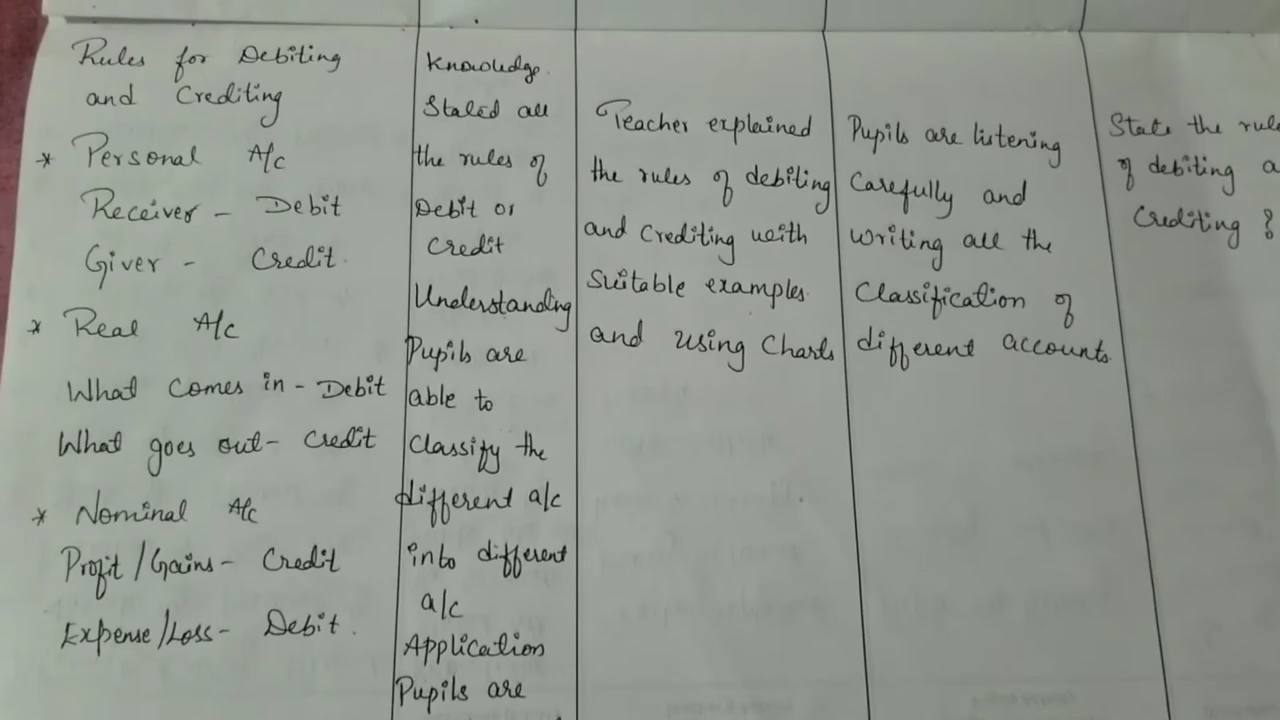 Rules for Debiting
and Crediting
* Personal A/c
Receiver - Debit
Giver - Credit.
* Real A/c
What comes in - Debit
What goes out - Credit
* Nominal A/c
Profit/Gains - Credit
Expense/Loss - Debit.
Knowledge.
Stated all
the rules of
Debit or
Credit
Understanding
Pupils are
able to
Classify the
different a/c
into different
a/c
Application
Pupils are
Teacher explained
the rules of debiting
and crediting with
Suitable examples.
and using Charts
Pupils are listening
Carefully and
Writing all the
Classification of
different accounts.
State the
of debiting
Crediting ?